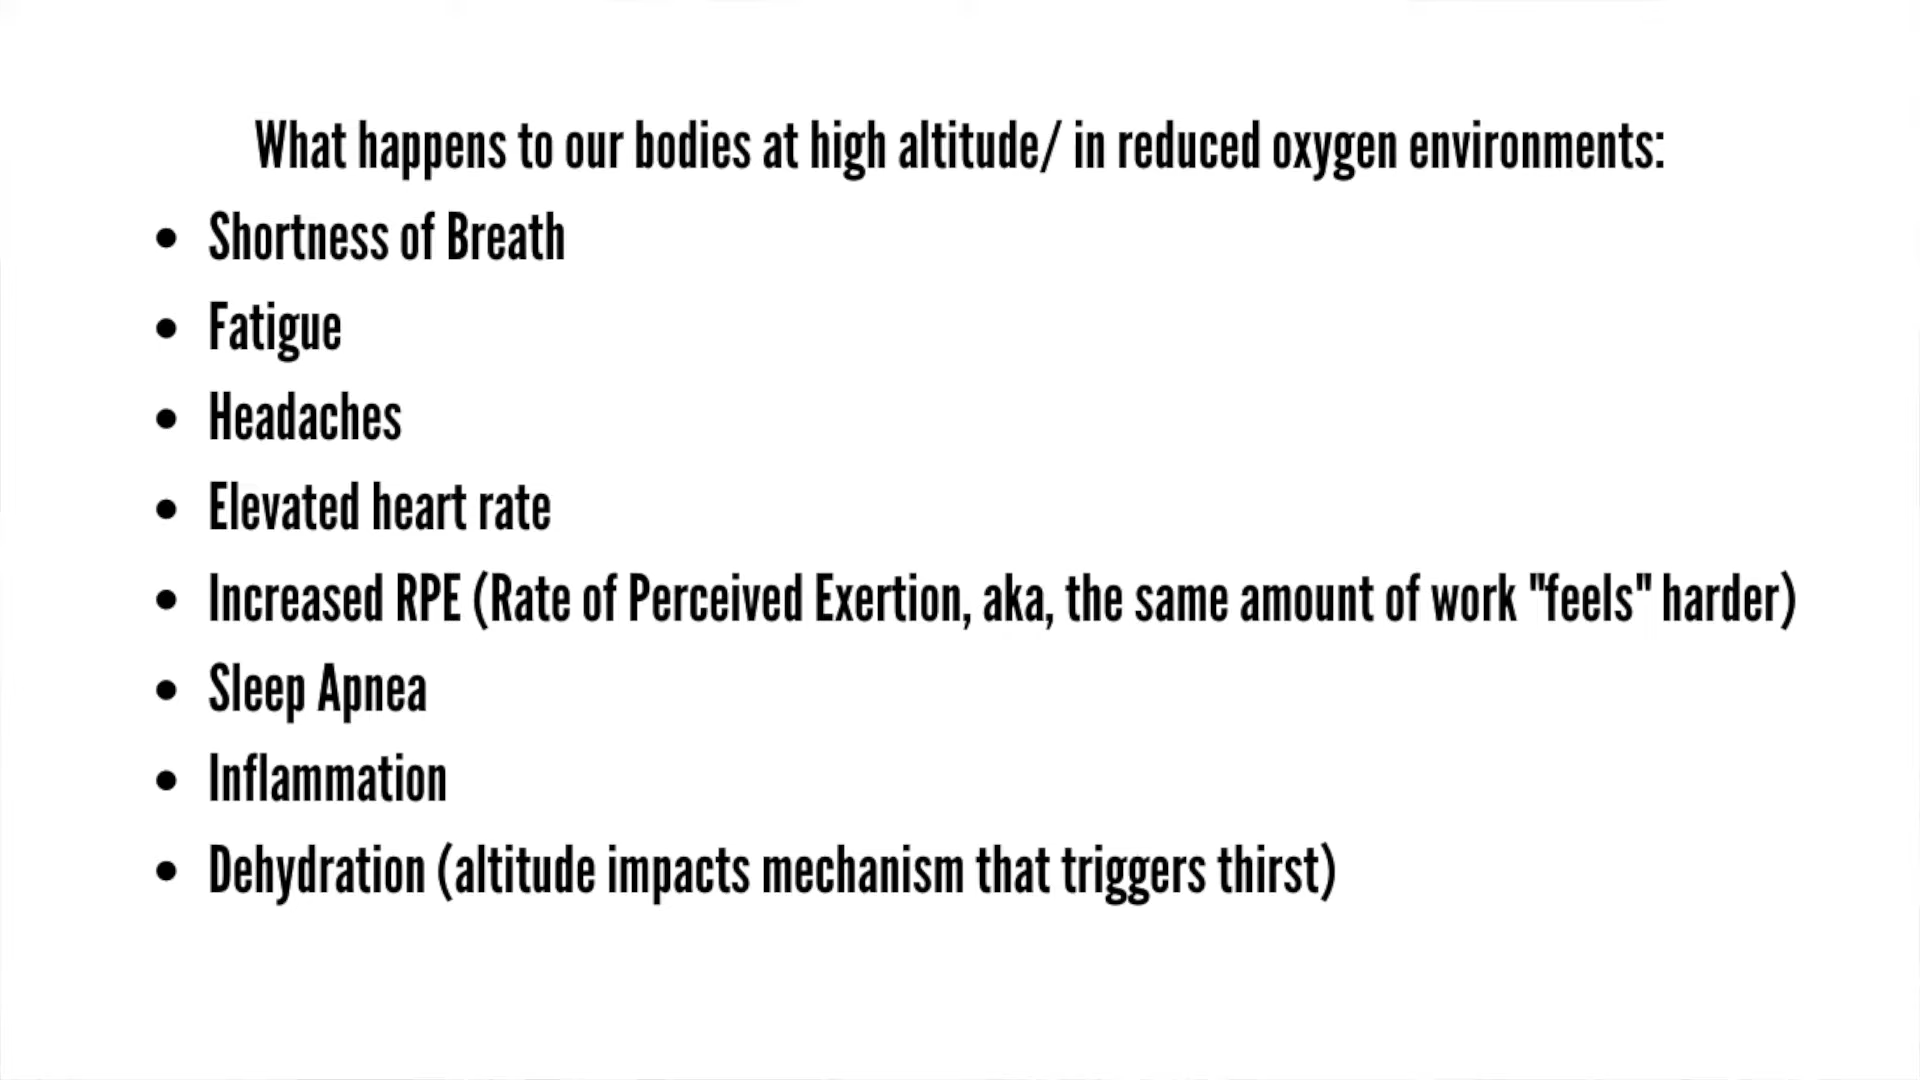 What happens to our bodies at high altitude/ in reduced oxygen environments:
• Shortness of Breath
• Fatigue
• Headaches
• Elevated heart rate
• Increased RPE (Rate of Perceived Exertion, aka, the same amount of work "feels" harder)
• Sleep Apnea
• Inflammation
• Dehydration (altitude impacts mechanism that triggers thirst)